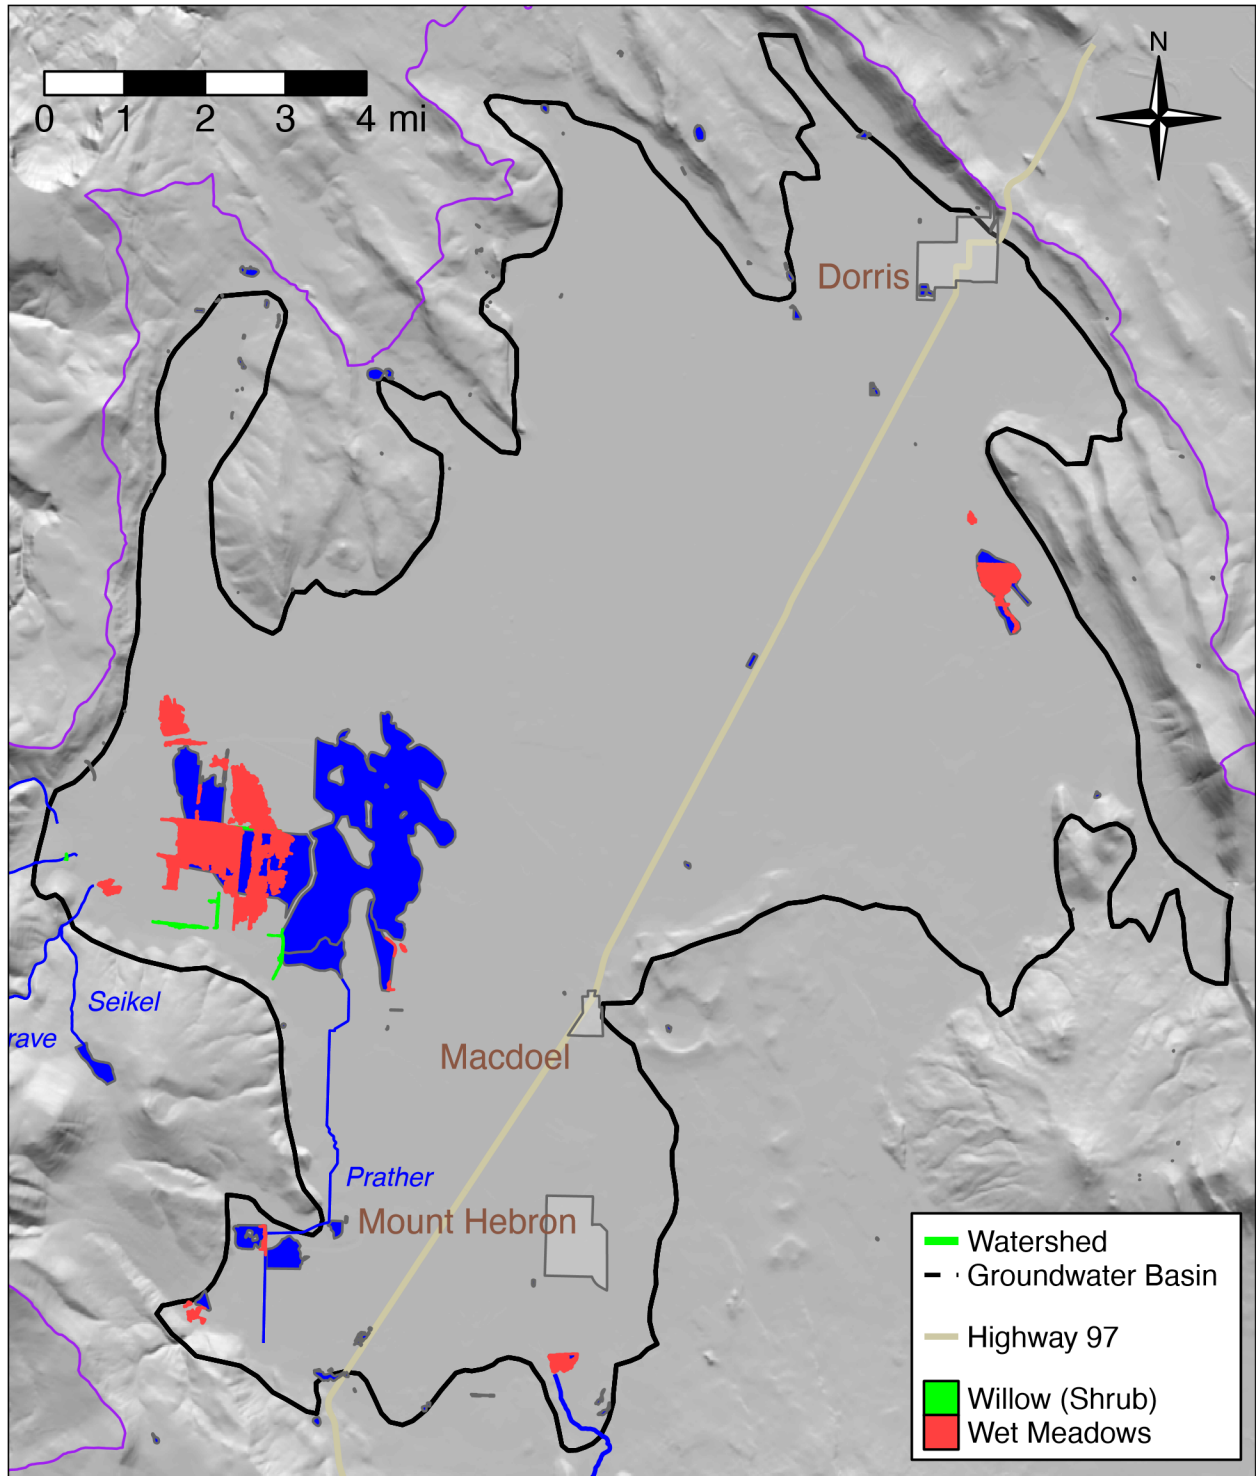 N
0 1 2 3 4 mi
Dorris
Seikel
rave
Macdoel
Prather
Mount Hebron
Watershed
Groundwater Basin
Highway 97
Willow (Shrub)
Wet Meadows